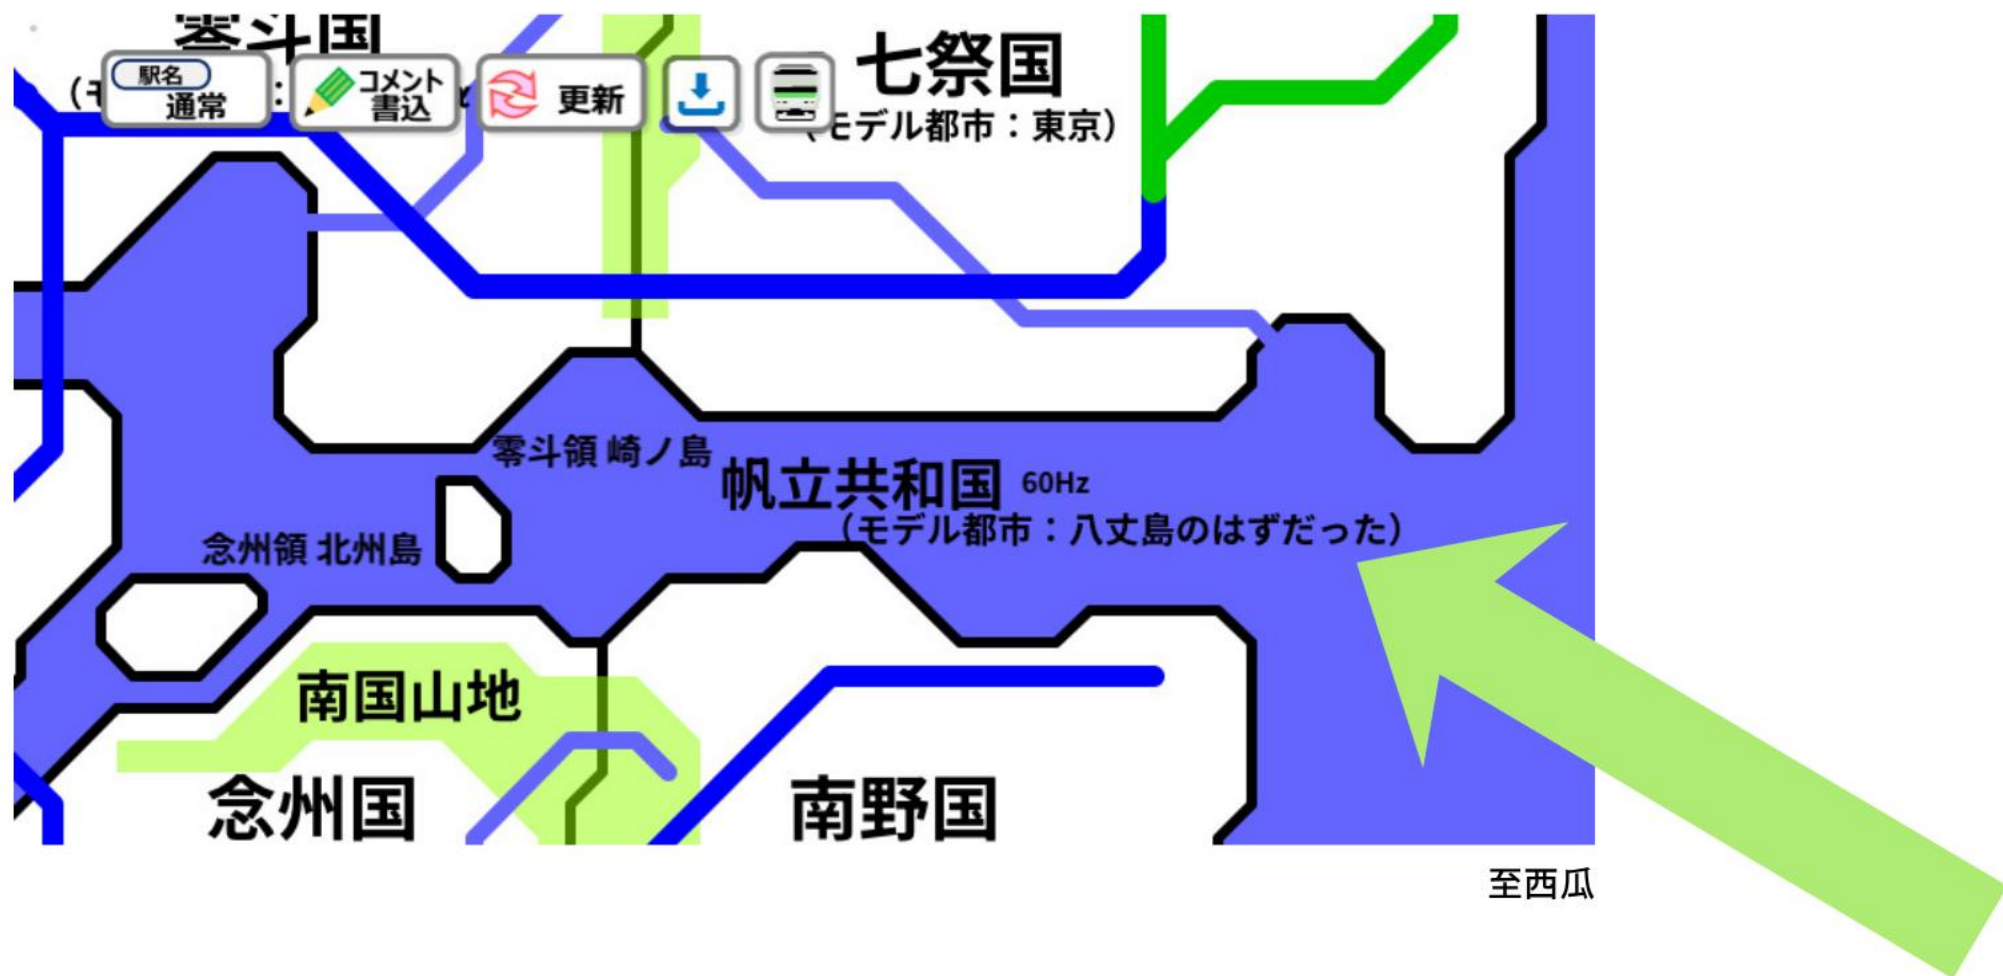 零斗国
七祭国
駅名
通常
コメント
書込
更新
モデル都市：東京）
零斗領 崎ノ島
帆立共和国 60Hz
（モデル都市：八丈島のはずだった）
念州領 北州島
南国山地
念州国
南野国
至西瓜